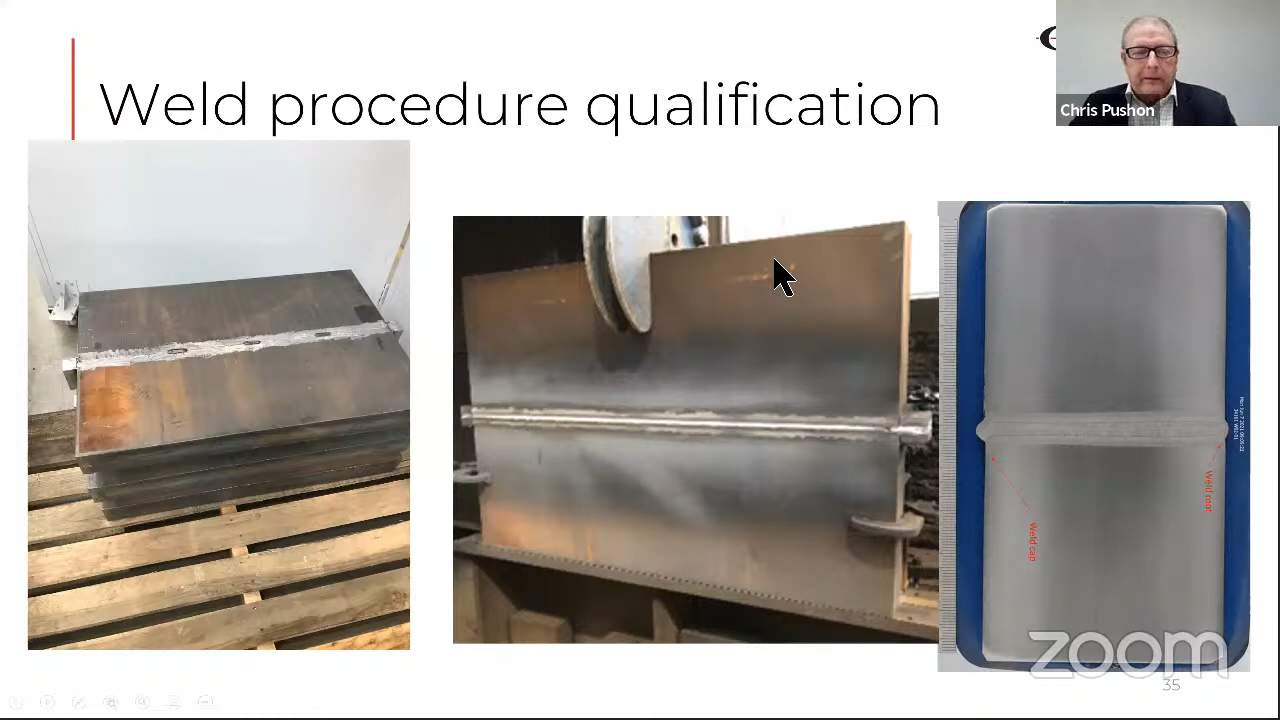 Weld procedure qualification
Chris Pushon
Weld cap
Weld root
zoom
35